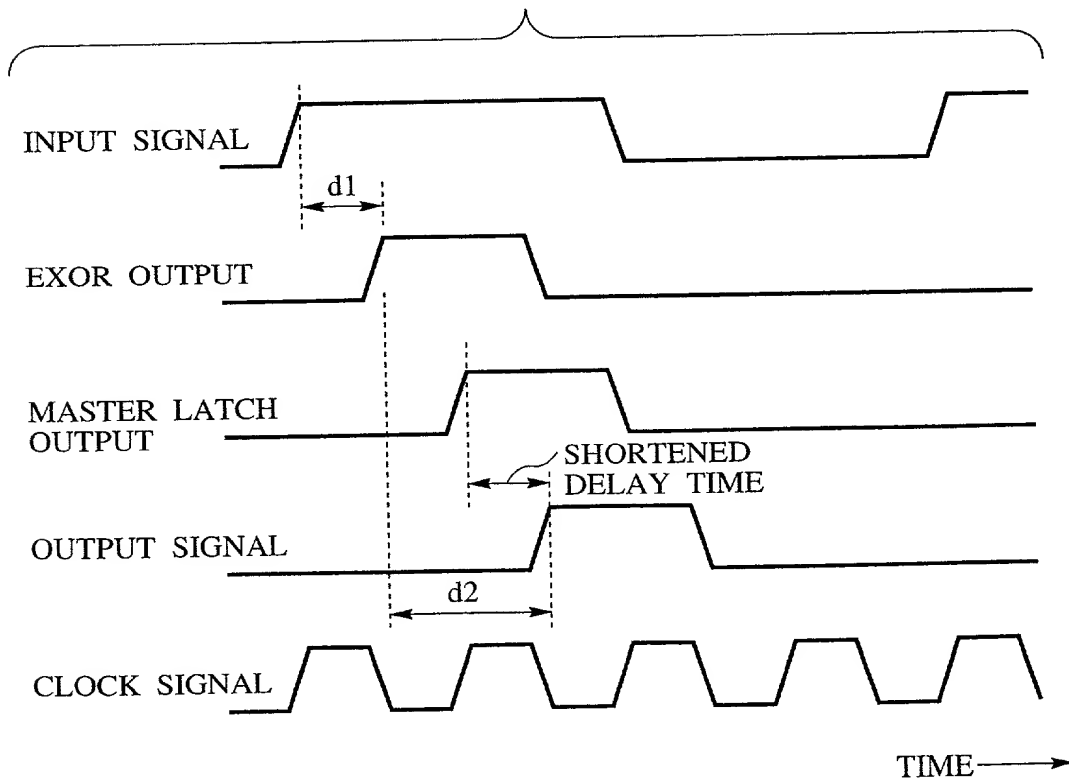 INPUT SIGNAL
d1
EXOR OUTPUT
MASTER LATCH
OUTPUT
SHORTENED
DELAY TIME
OUTPUT SIGNAL
d2
CLOCK SIGNAL
TIME